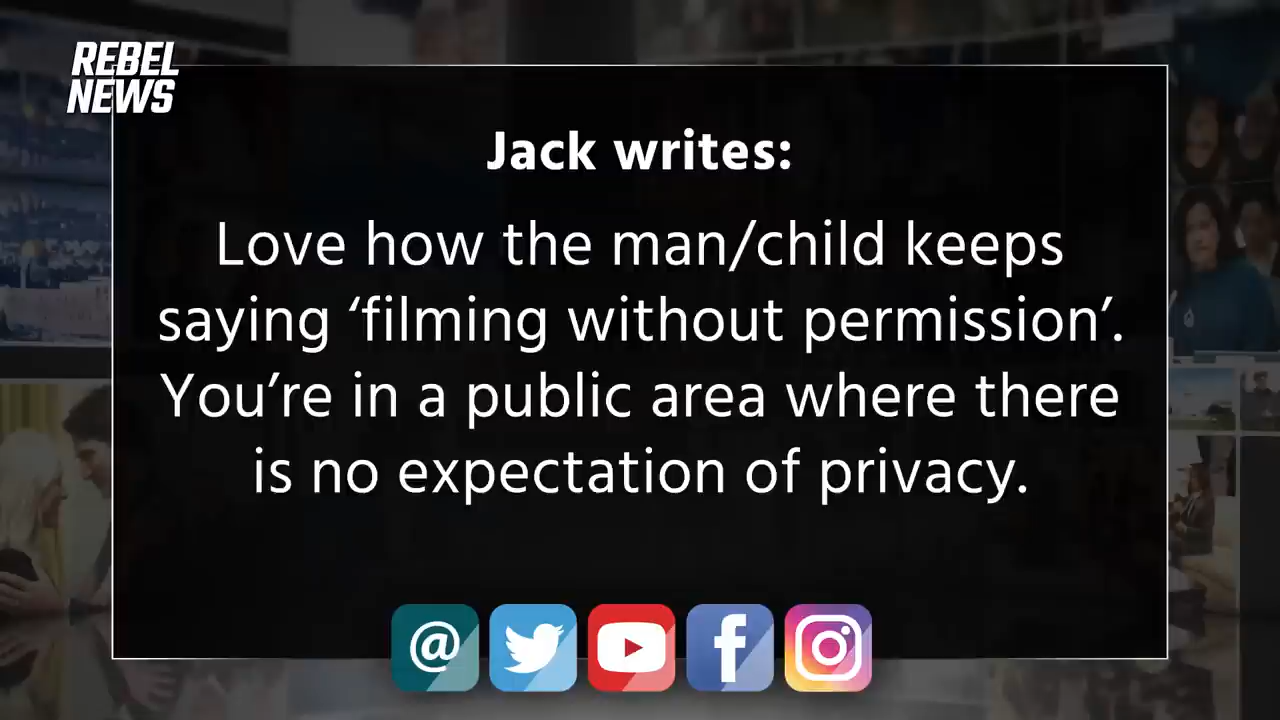 REBEL
NEWS
Jack writes:
Love how the man/child keeps
saying ‘filming without permission’.
You’re in a public area where there
is no expectation of privacy.
@
f